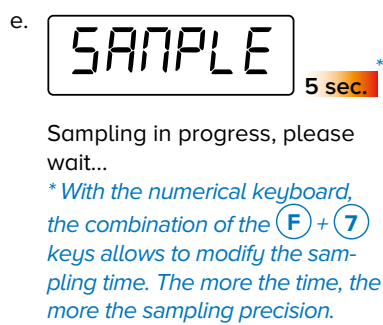 e.
SAMPLE
*
5 sec.
Sampling in progress, please
wait...
* With the numerical keyboard,
the combination of the F + 7
keys allows to modify the sam-
pling time. The more the time, the
more the sampling precision.